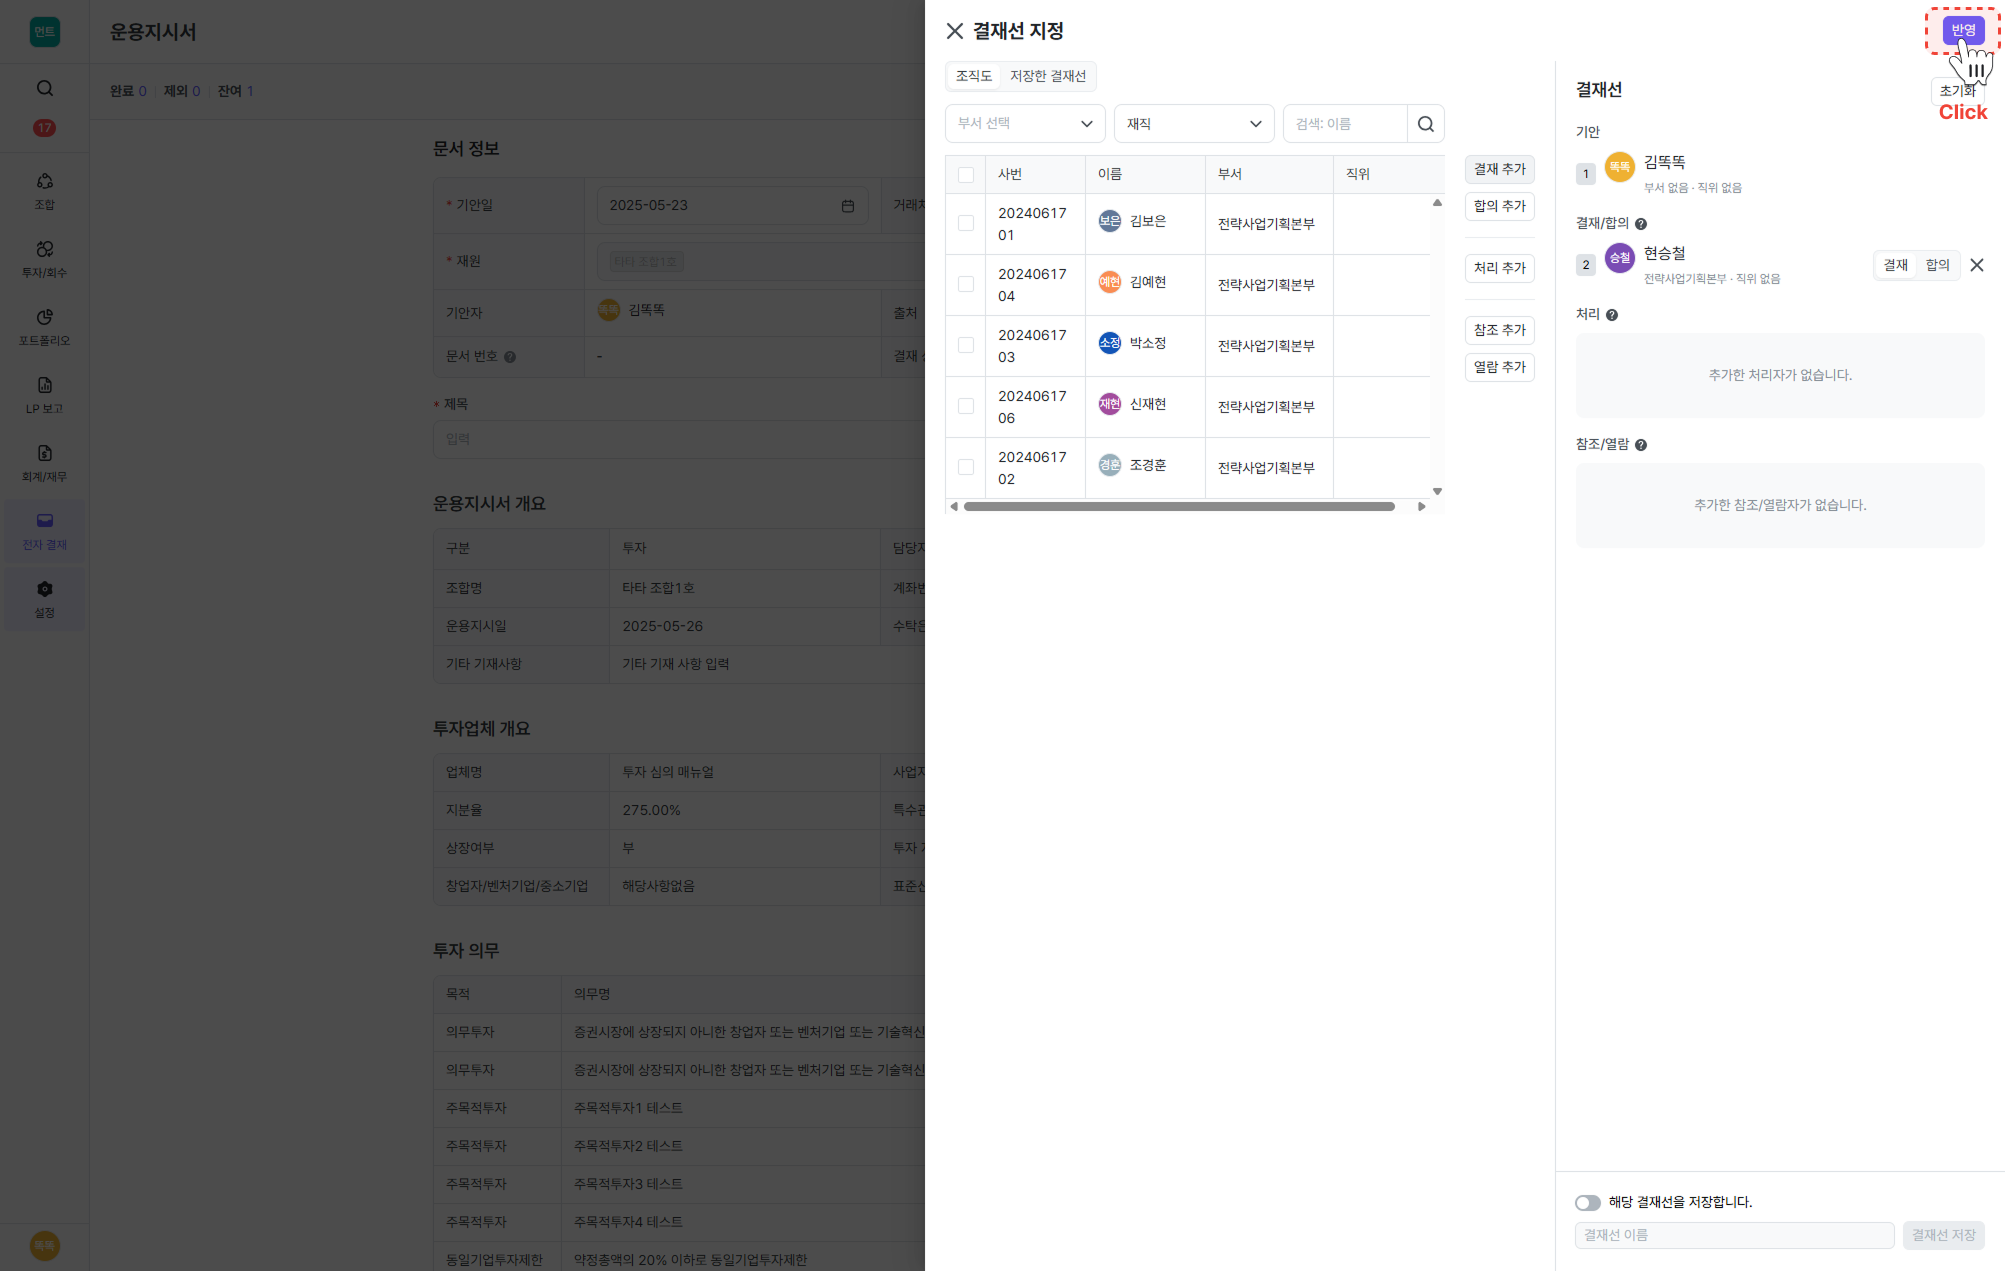 먼트
운용지시서
완료 0 제외 0 잔여 1
17
조합
투자/회수
포트폴리오
LP 보고
회계/재무
전자 결재
설정
똑똑
문서 정보
* 기안일
2025-05-23
* 재원
타타 조합1호
기안자
똑똑 김똑똑
출처
문서 번호 ?
-
결재
* 제목
입력
운용지시서 개요
구분
투자
조합명
타타 조합1호
운용지시일
2025-05-26
기타 기재사항
기타 기재 사항 입력
투자업체 개요
업체명
투자 심의 매뉴얼
지분율
275.00%
상장여부
부
투자
창업자/벤처기업/중소기업
해당사항없음
투자 의무
목적
의무명
의무투자
증권시장에 상장되지 아니한 창업자 또는 벤처기업 또는 기술혁신
의무투자
증권시장에 상장되지 아니한 창업자 또는 벤처기업 또는 기술혁신
주목적투자
주목적투자1 테스트
주목적투자
주목적투자2 테스트
주목적투자
주목적투자3 테스트
주목적투자
주목적투자4 테스트
동일기업투자제한
약정총액의 20% 이하로 동일기업투자제한
결재선 지정
반영
Click
조직도 저장한 결재선
부서 선택
재직
검색: 이름
사번 이름 부서 직위
20240617
01
보은 김보은
전략사업기획본부
20240617
04
예현 김예현
전략사업기획본부
20240617
03
소정 박소정
전략사업기획본부
20240617
06
재현 신재현
전략사업기획본부
20240617
02
경훈 조경훈
전략사업기획본부
결재 추가
합의 추가
처리 추가
참조 추가
열람 추가
결재선
초기화
기안
1
똑똑
김똑똑
부서 없음 · 직위 없음
결재/합의 ?
2
승철
현승철
전략사업기획본부 · 직위 없음
결재 합의
처리 ?
추가한 처리자가 없습니다.
참조/열람 ?
추가한 참조/열람자가 없습니다.
해당 결재선을 저장합니다.
결재선 이름
결재선 저장